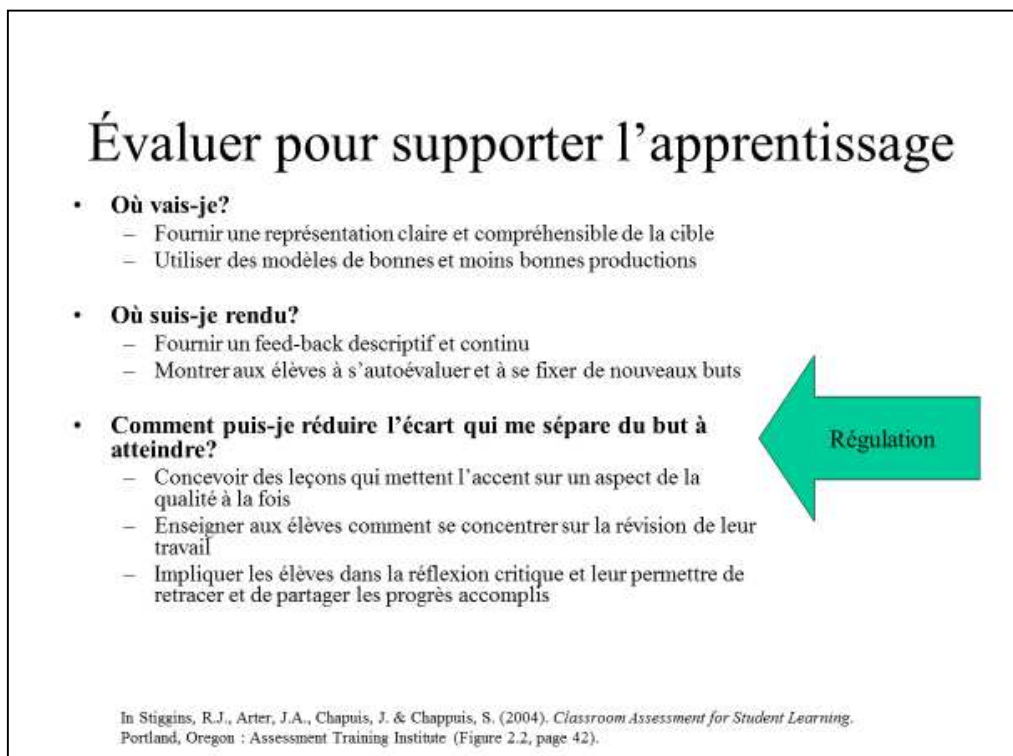 Évaluer pour supporter l’apprentissage
• Où vais-je?
– Fournir une représentation claire et compréhensible de la cible
– Utiliser des modèles de bonnes et moins bonnes productions
• Où suis-je rendu?
– Fournir un feed-back descriptif et continu
– Montrer aux élèves à s’autoévaluer et à se fixer de nouveaux buts
• Comment puis-je réduire l’écart qui me sépare du but à
atteindre?
– Concevoir des leçons qui mettent l’accent sur un aspect de la
qualité à la fois
– Enseigner aux élèves comment se concentrer sur la révision de leur
travail
– Impliquer les élèves dans la réflexion critique et leur permettre de
retracer et de partager les progrès accomplis
Régulation
In Stiggins, R.J., Arter, J.A., Chapuis, J. & Chappuis, S. (2004). Classroom Assessment for Student Learning.
Portland, Oregon : Assessment Training Institute (Figure 2.2, page 42).